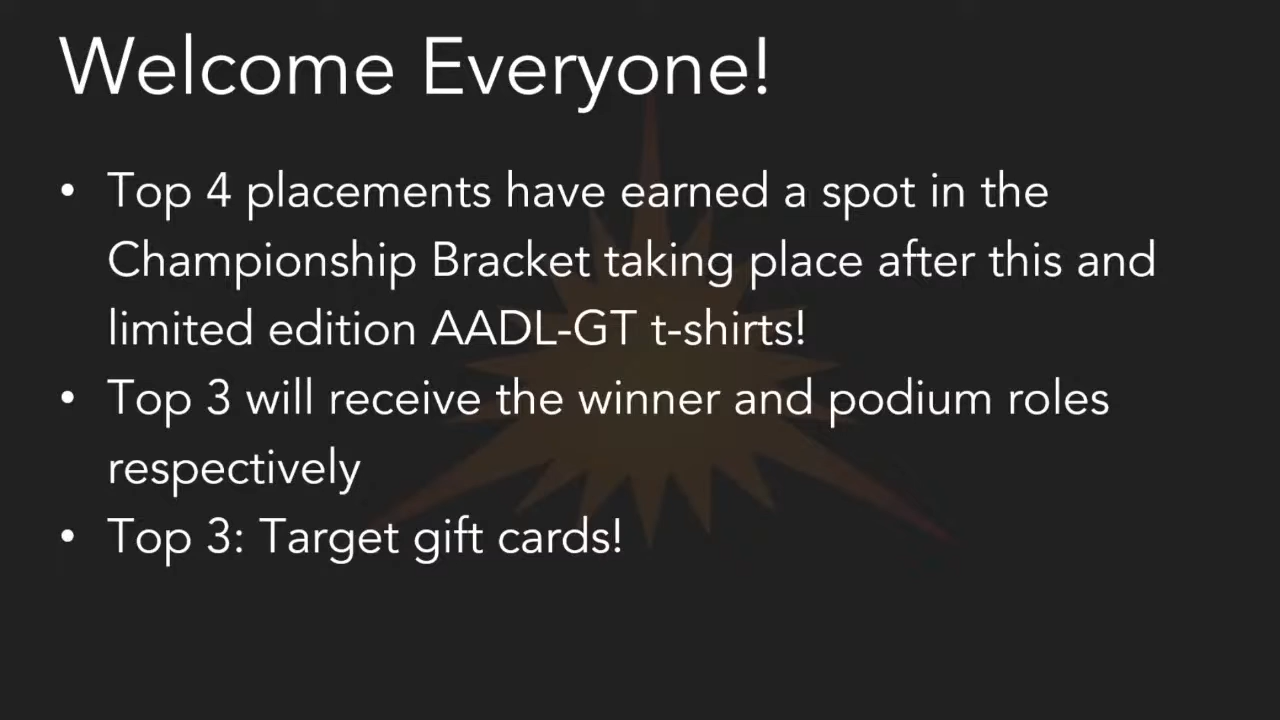 Welcome Everyone!
• Top 4 placements have earned a spot in the
Championship Bracket taking place after this and
limited edition AADL-GT t-shirts!
• Top 3 will receive the winner and podium roles
respectively
• Top 3: Target gift cards!